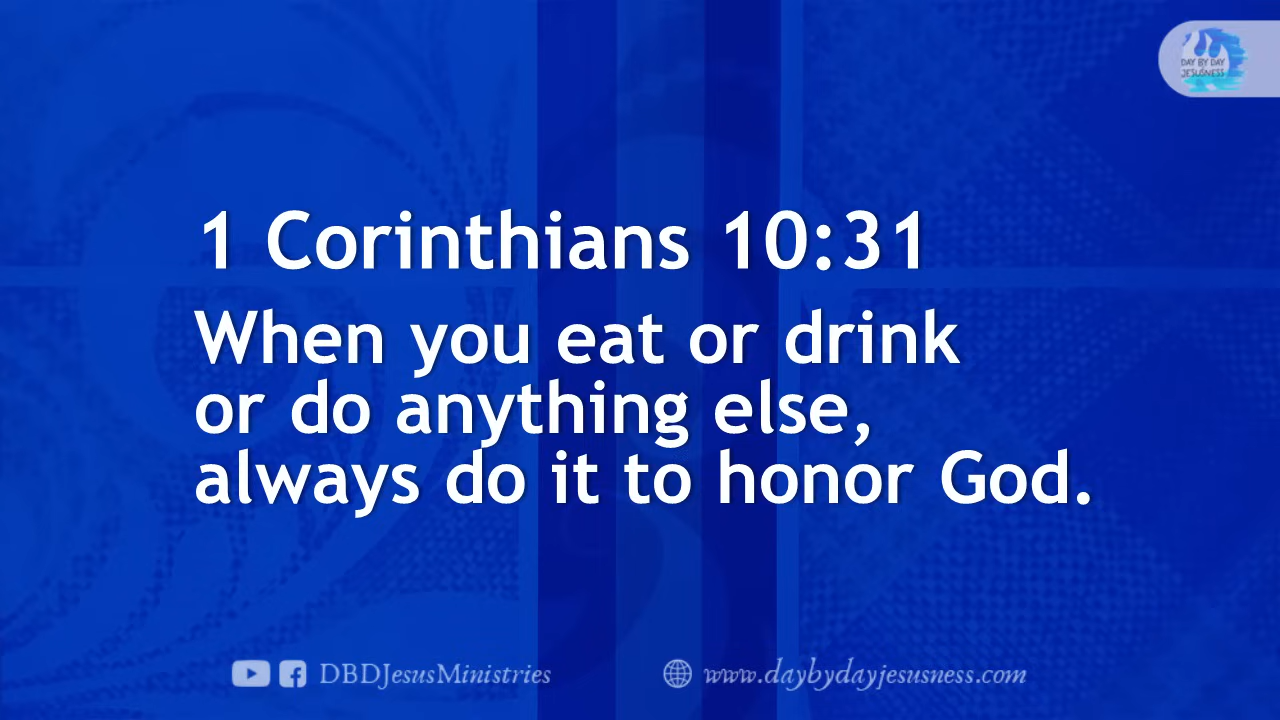 DAY BY DAY
JESUSNESS
1 Corinthians 10:31
When you eat or drink
or do anything else,
always do it to honor God.
DBDJesusMinistries
www.daybydayjesusness.com